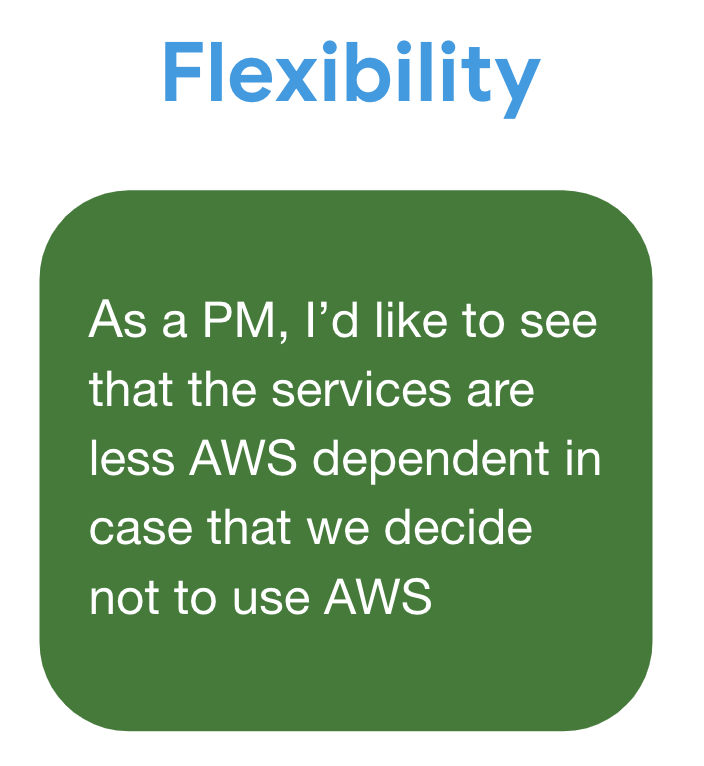 Flexibility
As a PM, I’d like to see
that the services are
less AWS dependent in
case that we decide
not to use AWS